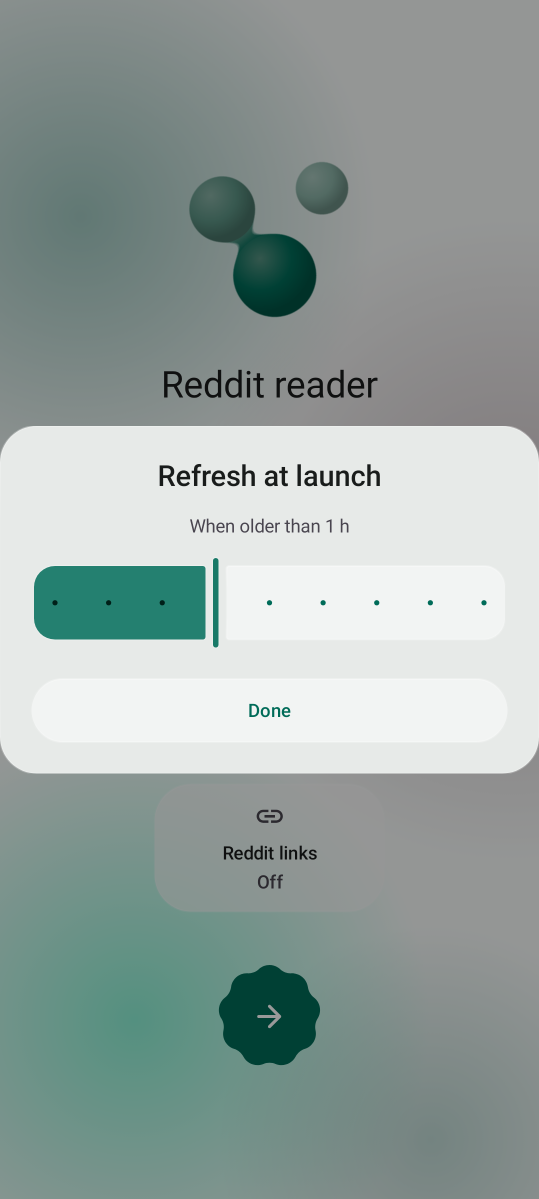 Reddit reader
Refresh at launch
When older than 1 h
Done
Reddit links
Off